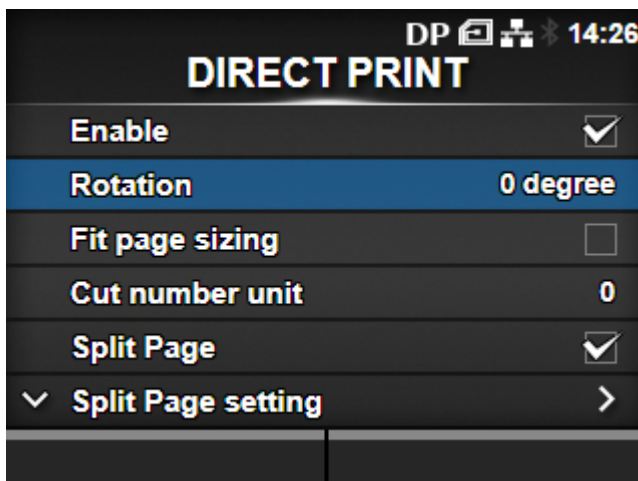 DP 14:26
DIRECT PRINT
Enable
Rotation 0 degree
Fit page sizing
Cut number unit 0
Split Page
Split Page setting